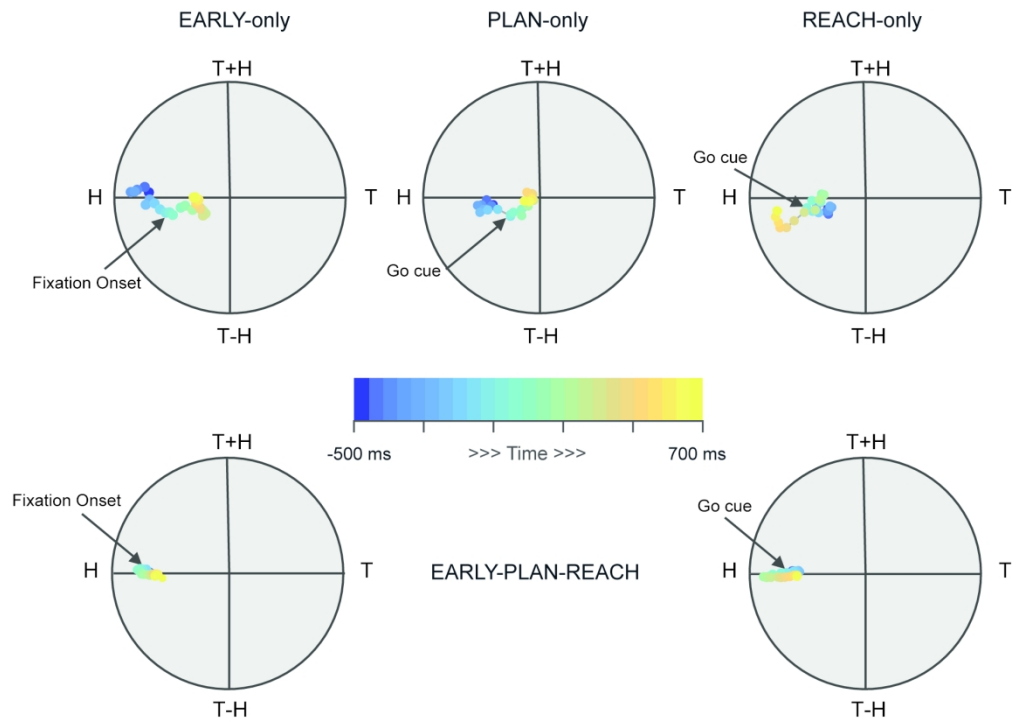 EARLY-only
PLAN-only
REACH-only
T+H
T+H
T+H
Go cue
H
T
H
T
H
T
Fixation Onset
Go cue
T-H
T-H
T-H
-500 ms
>>> Time >>>
700 ms
T+H
T+H
Fixation Onset
Go cue
H
T
EARLY-PLAN-REACH
H
T
T-H
T-H